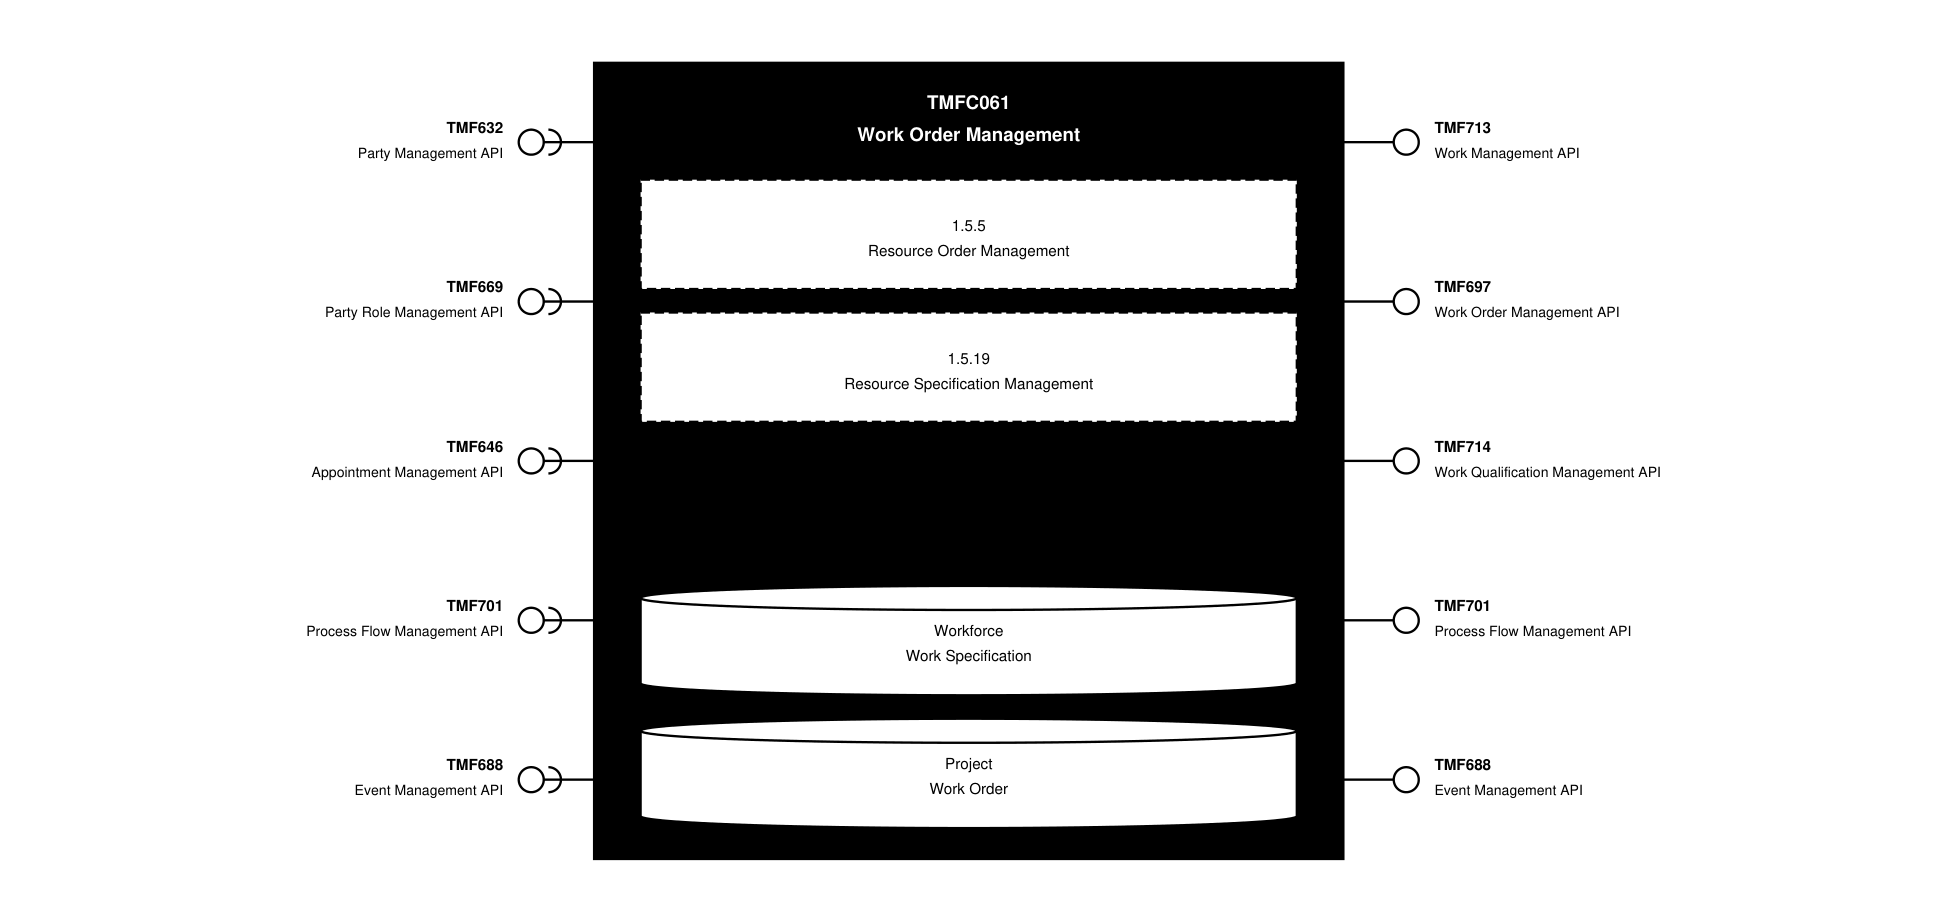 TMFC061
Work Order Management
TMF632
Party Management API
TMF669
Party Role Management API
TMF646
Appointment Management API
TMF701
Process Flow Management API
TMF688
Event Management API
1.5.5
Resource Order Management
1.5.19
Resource Specification Management
Workforce
Work Specification
Project
Work Order
TMF713
Work Management API
TMF697
Work Order Management API
TMF714
Work Qualification Management API
TMF701
Process Flow Management API
TMF688
Event Management API